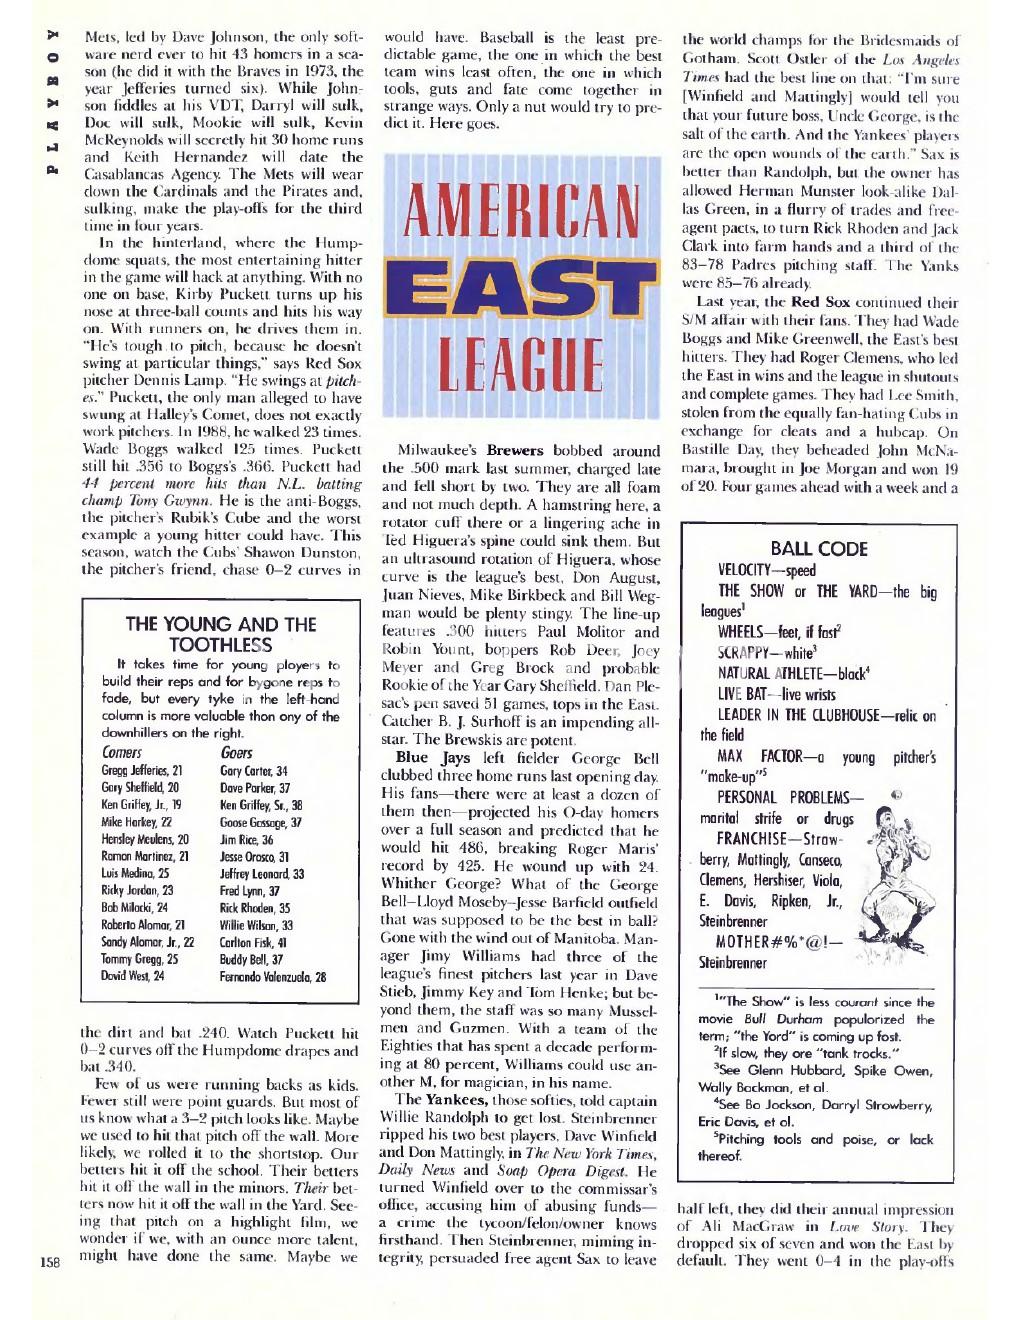 PLAYBOY
Mets, led by Dave Johnson, the only soft-
ware nerd ever to hit 43 homers in a sea-
son (he did it with the Braves in 1973, the
year Jefferies turned six). While John-
son fiddles at his VDT, Darryl will sulk,
Doc will sulk, Mookie will sulk, Kevin
McReynolds will secretly hit 30 home runs
and Keith Hernandez will date the
Casablancas Agency. The Mets will wear
down the Cardinals and the Pirates and,
sulking, make the play-offs for the third
time in four years.
In the hinterland, where the Hump-
dome squats, the most entertaining hitter
in the game will hack at anything. With no
one on base, Kirby Puckett turns up his
nose at three-ball counts and hits his way
on. With runners on, he drives them in.
"He's tough to pitch, because he doesn't
swing at particular things," says Red Sox
pitcher Dennis Lamp. "He swings at pitch-
es." Puckett, the only man alleged to have
swung at Halley's Comet, does not exactly
work pitchers. In 1988, he walked 23 times.
Wade Boggs walked 125 times. Puckett
still hit .356 to Boggs's .366. Puckett had
44 percent more hits than N.L. batting
champ Tony Gwynn. He is the anti-Boggs,
the pitcher's Rubik's Cube and the worst
example a young hitter could have. This
season, watch the Cubs' Shawon Dunston,
the pitcher's friend, chase 0–2 curves in
THE YOUNG AND THE
TOOTHLESS
It takes time for young players to
build their reps and for bygone reps to
fade, but every tyke in the left-hand
column is more valuable than any of the
downhillers on the right.
Comers Goers
Gregg Jefferies, 21 Gary Carter, 34
Gary Sheffield, 20 Dave Parker, 37
Ken Griffey, Jr., 19 Ken Griffey, Sr., 38
Mike Harkey, 22 Goose Gossage, 37
Hensley Meulens, 20 Jim Rice, 36
Ramon Martinez, 21 Jesse Orosco, 31
Luis Medina, 25 Jeffrey Leonard, 33
Ricky Jordan, 23 Fred Lynn, 37
Bob Milacki, 24 Rick Rhoden, 35
Roberto Alomar, 21 Willie Wilson, 33
Sandy Alomar, Jr., 22 Carlton Fisk, 41
Tommy Gregg, 25 Buddy Bell, 37
David West, 24 Fernando Valenzuela, 28
the dirt and bat .240. Watch Puckett hit
0–2 curves off the Humpdome drapes and
bat .340.
Few of us were running backs as kids.
Fewer still were point guards. But most of
us know what a 3–2 pitch looks like. Maybe
we used to hit that pitch off the wall. More
likely, we rolled it to the shortstop. Our
betters hit it off the school. Their betters
hit it off the wall in the minors. Their bet-
ters now hit it off the wall in the Yard. See-
ing that pitch on a highlight film, we
wonder if we, with an ounce more talent,
might have done the same. Maybe we
158
would have. Baseball is the least pre-
dictable game, the one in which the best
team wins least often, the one in which
tools, guts and fate come together in
strange ways. Only a nut would try to pre-
dict it. Here goes.
AMERICAN
EAST
LEAGUE
Milwaukee's Brewers bobbed around
the .500 mark last summer, charged late
and fell short by two. They are all foam
and not much depth. A hamstring here, a
rotator cuff there or a lingering ache in
Ted Higuera's spine could sink them. But
an ultrasound rotation of Higuera, whose
curve is the league's best, Don August,
Juan Nieves, Mike Birkbeck and Bill Weg-
man would be plenty stingy. The line-up
features .300 hitters Paul Molitor and
Robin Yount, boppers Rob Deer, Joey
Meyer and Greg Brock and probable
Rookie of the Year Gary Sheffield. Dan Ple-
sac's pen saved 51 games, tops in the East.
Catcher B. J. Surhoff is an impending all-
star. The Brewskis are potent.
Blue Jays left fielder George Bell
clubbed three home runs last opening day.
His fans—there were at least a dozen of
them then—projected his O-day homers
over a full season and predicted that he
would hit 486, breaking Roger Maris'
record by 425. He wound up with 24.
Whither George? What of the George
Bell–Lloyd Moseby–Jesse Barfield outfield
that was supposed to be the best in ball?
Gone with the wind out of Manitoba. Man-
ager Jimy Williams had three of the
league's finest pitchers last year in Dave
Stieb, Jimmy Key and Tom Henke; but be-
yond them, the staff was so many Mussel-
men and Guzmen. With a team of the
Eighties that has spent a decade perform-
ing at 80 percent, Williams could use an-
other M, for magician, in his name.
The Yankees, those softies, told captain
Willie Randolph to get lost. Steinbrenner
ripped his two best players, Dave Winfield
and Don Mattingly, in The New York Times,
Daily News and Soap Opera Digest. He
turned Winfield over to the commissar's
office, accusing him of abusing funds—
a crime the tycoon/felon/owner knows
firsthand. Then Steinbrenner, miming in-
tegrity, persuaded free agent Sax to leave
the world champs for the Bridesmaids of
Gotham. Scott Ostler of the Los Angeles
Times had the best line on that: "I'm sure
[Winfield and Mattingly] would tell you
that your future boss, Uncle George, is the
salt of the earth. And the Yankees' players
are the open wounds of the earth." Sax is
better than Randolph, but the owner has
allowed Herman Munster look-alike Dal-
las Green, in a flurry of trades and free-
agent pacts, to turn Rick Rhoden and Jack
Clark into farm hands and a third of the
83–78 Padres pitching staff. The Yanks
were 85–76 already.
Last year, the Red Sox continued their
S/M affair with their fans. They had Wade
Boggs and Mike Greenwell, the East's best
hitters. They had Roger Clemens, who led
the East in wins and the league in shutouts
and complete games. They had Lee Smith,
stolen from the equally fan-hating Cubs in
exchange for cleats and a hubcap. On
Bastille Day, they beheaded John McNa-
mara, brought in Joe Morgan and won 19
of 20. Four games ahead with a week and a
BALL CODE
VELOCITY—speed
THE SHOW or THE YARD—the big
leagues¹
WHEELS—feet, if fast²
SCRAPPY—white³
NATURAL ATHLETE—black⁴
LIVE BAT—live wrists
LEADER IN THE CLUBHOUSE—relic on
the field
MAX FACTOR—a young pitcher's
"make-up"⁵
PERSONAL PROBLEMS—
marital strife or drugs
FRANCHISE—Straw-
berry, Mattingly, Canseco,
Clemens, Hershiser, Viola,
E. Davis, Ripken, Jr.,
Steinbrenner
MOTHER#%*@!—
Steinbrenner
¹"The Show" is less courant since the
movie Bull Durham popularized the
term; "the Yard" is coming up fast.
²If slow, they are "tank tracks."
³See Glenn Hubbard, Spike Owen,
Wally Backman, et al.
⁴See Bo Jackson, Darryl Strawberry,
Eric Davis, et al.
⁵Pitching tools and poise, or lack
thereof.
half left, they did their annual impression
of Ali MacGraw in Love Story. They
dropped six of seven and won the East by
default. They went 0–4 in the play-offs